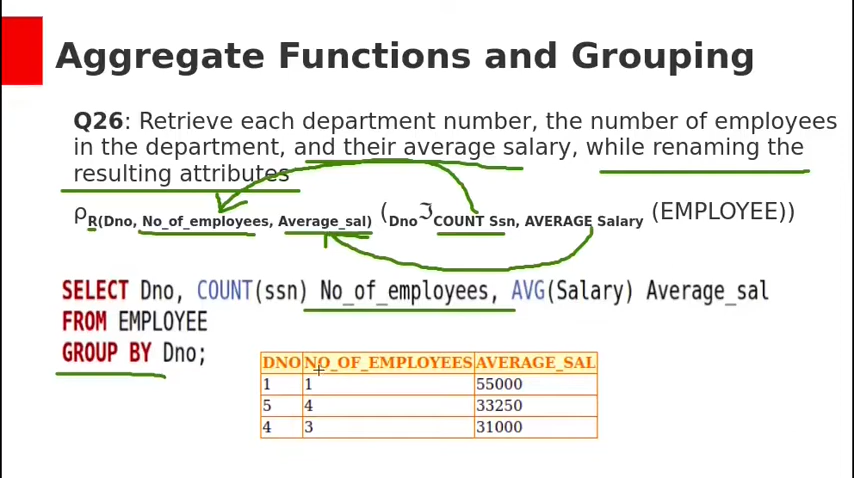 Aggregate Functions and Grouping
Q26: Retrieve each department number, the number of employees
in the department, and their average salary, while renaming the
resulting attributes
ρR(Dno, No_of_employees, Average_sal) (Dno ℑ COUNT Ssn, AVERAGE Salary (EMPLOYEE))
SELECT Dno, COUNT(ssn) No_of_employees, AVG(Salary) Average_sal
FROM EMPLOYEE
GROUP BY Dno;
DNO NO_OF_EMPLOYEES AVERAGE_SAL
1 1 55000
5 4 33250
4 3 31000